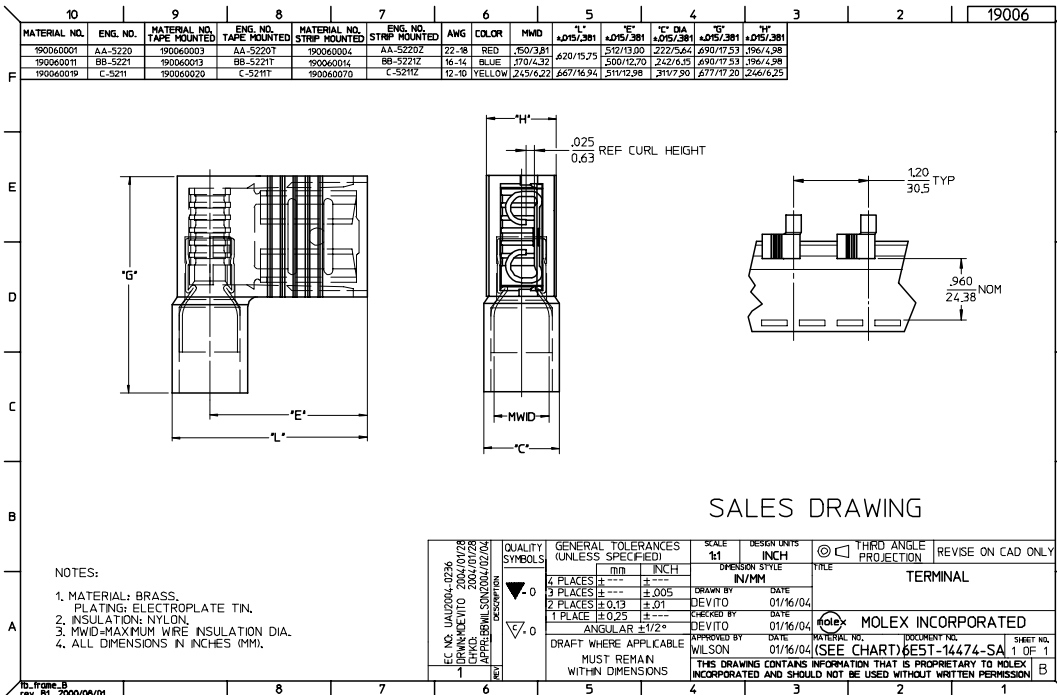 10 9 8 7 6 5 4 3 2 19006
MATERIAL NO. ENG. NO. MATERIAL NO. TAPE MOUNTED ENG. NO. TAPE MOUNTED MATERIAL NO. STRIP MOUNTED ENG. NO. STRIP MOUNTED AWG COLOR MWID "L" ±.015/.381 "E" ±.015/.381 "C" DIA ±.015/.381 "G" ±.015/.381 "H" ±.015/.381
190060001 AA-5220 190060003 AA-5220T 190060004 AA-5220Z 22-18 RED .150/3.81 .620/15.75 .512/13.00 .222/5.64 .690/17.53 .196/4.98
190060011 BB-5221 190060013 BB-5221T 190060014 BB-5221Z 16-14 BLUE .170/4.32 .500/12.70 .242/6.15 .690/17.53 .196/4.98
190060019 C-5211 190060020 C-5211T 190060070 C-5211Z 12-10 YELLOW .245/6.22 .667/16.94 .511/12.98 .311/7.90 .677/17.20 .246/6.25
F
E
D
C
B
A
"H"
.025
0.63 REF CURL HEIGHT
1.20
30.5 TYP
"G"
.960
24.38 NOM
"E"
"L"
MWID
"C"
SALES DRAWING
NOTES:
1. MATERIAL: BRASS.
PLATING: ELECTROPLATE TIN.
2. INSULATION: NYLON.
3. MWID=MAXIMUM WIRE INSULATION DIA.
4. ALL DIMENSIONS IN INCHES (MM).
EC NO: UAU2004-0236
DRWN:MDEVITO 2004/01/28
CH'KD: 2004/01/28
APPR:BBWILSON 2004/02/04
1
REV
DESCRIPTION
QUALITY SYMBOLS
=0
C =0
GENERAL TOLERANCES
(UNLESS SPECIFIED)
mm INCH
4 PLACES ±--- ±---
3 PLACES ±--- ±.005
2 PLACES ±0.13 ±.01
1 PLACE ±0.25 ±---
ANGULAR ±1/2°
DRAFT WHERE APPLICABLE
MUST REMAIN
WITHIN DIMENSIONS
SCALE
1:1
DESIGN UNITS
INCH
DIMENSION STYLE
IN/MM
DRAWN BY DATE
DEVITO 01/16/04
CHECKED BY DATE
DEVITO 01/16/04
APPROVED BY DATE
WILSON 01/16/04
THIRD ANGLE PROJECTION
REVISE ON CAD ONLY
TITLE
TERMINAL
molex MOLEX INCORPORATED
MATERIAL NO. DOCUMENT NO. SHEET NO.
(SEE CHART) 6E5T-14474-SA 1 OF 1
THIS DRAWING CONTAINS INFORMATION THAT IS PROPRIETARY TO MOLEX
INCORPORATED AND SHOULD NOT BE USED WITHOUT WRITTEN PERMISSION
B
fb_frame_B
rev. B1 2000/08/01
8 7 6 5 4 3 2 1